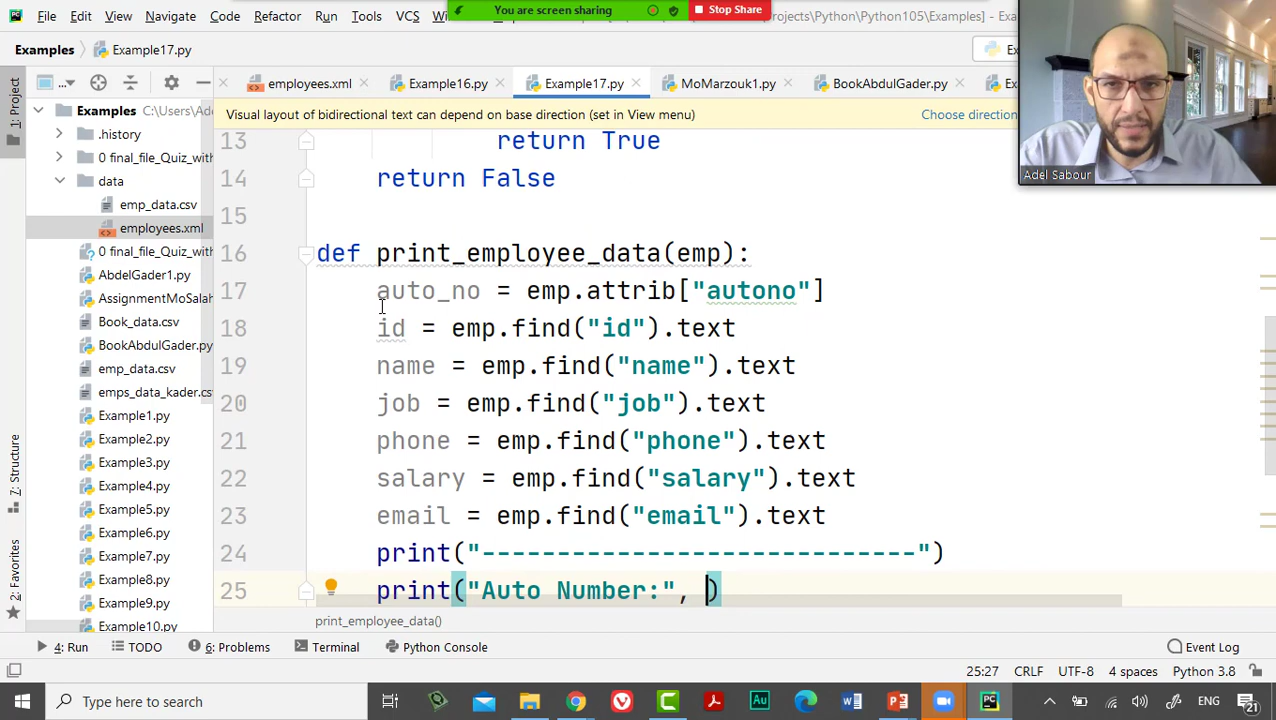 You are screen sharing
Stop Share
File Edit View Navigate Code Refactor Run Tools VCS
rojects\Python\Python105\Examples] - Exa
Examples Example17.py
employees.xml Example16.py Example17.py MoMarzouk1.py BookAbdulGader.py
Visual layout of bidirectional text can depend on base direction (set in View menu) Choose direction
Adel Sabour
1: Project
7: Structure
2: Favorites
Examples C:\Users\Ade
.history
0 final_file_Quiz_with
data
emp_data.csv
employees.xml
0 final_file_Quiz_with
AbdelGader1.py
AssignmentMoSalah
Book_data.csv
BookAbdulGader.py
emp_data.csv
emps_data_kader.csv
Example1.py
Example2.py
Example3.py
Example4.py
Example5.py
Example6.py
Example7.py
Example8.py
Example9.py
Example10.py
13 return True
14 return False
15
16 def print_employee_data(emp):
17 auto_no = emp.attrib["autono"]
18 id = emp.find("id").text
19 name = emp.find("name").text
20 job = emp.find("job").text
21 phone = emp.find("phone").text
22 salary = emp.find("salary").text
23 email = emp.find("email").text
24 print("-----------------------------")
25 print("Auto Number:", )
print_employee_data()
4: Run TODO 6: Problems Terminal Python Console Event Log
25:27 CRLF UTF-8 4 spaces Python 3.8
Type here to search
ENG
21